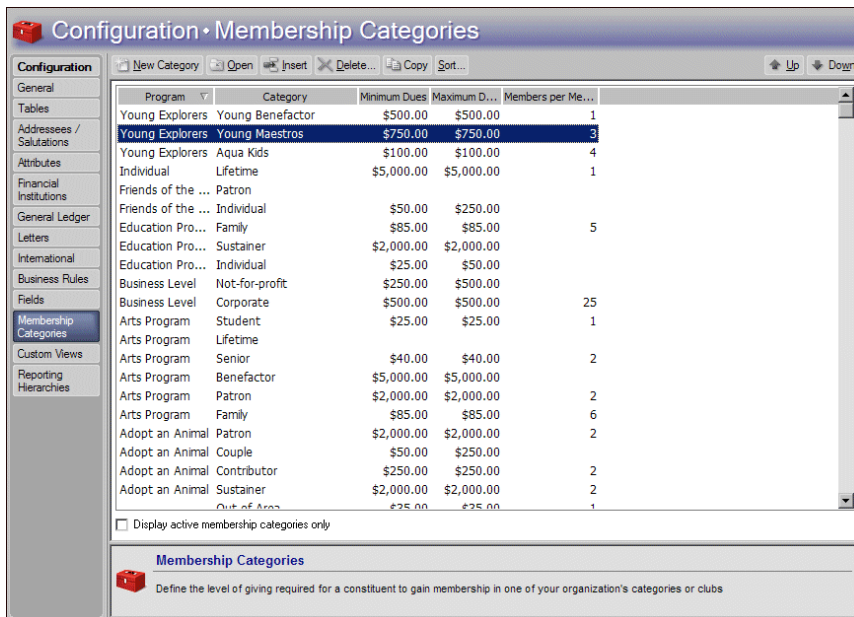 Configuration • Membership Categories
Configuration
General
Tables
Addressees /
Salutations
Attributes
Financial
Institutions
General Ledger
Letters
International
Business Rules
Fields
Membership
Categories
Custom Views
Reporting
Hierarchies
New Category Open Insert Delete... Copy Sort... Up Down
Program Category Minimum Dues Maximum D... Members per Me...
Young Explorers Young Benefactor $500.00 $500.00 1
Young Explorers Young Maestros $750.00 $750.00 3
Young Explorers Aqua Kids $100.00 $100.00 4
Individual Lifetime $5,000.00 $5,000.00 1
Friends of the ... Patron
Friends of the ... Individual $50.00 $250.00
Education Pro... Family $85.00 $85.00 5
Education Pro... Sustainer $2,000.00 $2,000.00
Education Pro... Individual $25.00 $50.00
Business Level Not-for-profit $250.00 $500.00
Business Level Corporate $500.00 $500.00 25
Arts Program Student $25.00 $25.00 1
Arts Program Lifetime
Arts Program Senior $40.00 $40.00 2
Arts Program Benefactor $5,000.00 $5,000.00
Arts Program Patron $2,000.00 $2,000.00 2
Arts Program Family $85.00 $85.00 6
Adopt an Animal Patron $2,000.00 $2,000.00 2
Adopt an Animal Couple $50.00 $250.00
Adopt an Animal Contributor $250.00 $250.00 2
Adopt an Animal Sustainer $2,000.00 $2,000.00 2
Out of Area $35.00 $35.00 1
Display active membership categories only
Membership Categories
Define the level of giving required for a constituent to gain membership in one of your organization's categories or clubs